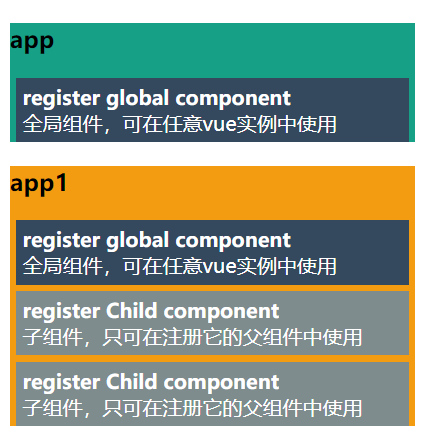 app
register global component
全局组件，可在任意vue实例中使用
app1
register global component
全局组件，可在任意vue实例中使用
register Child component
子组件，只可在注册它的父组件中使用
register Child component
子组件，只可在注册它的父组件中使用